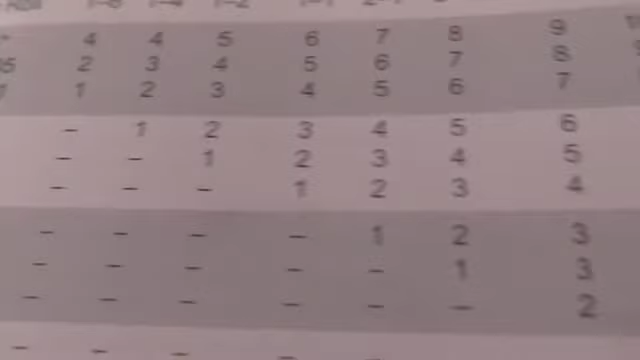 4 4 5 6 7 8 9
2 3 4 5 6 7 8
1 2 3 4 5 6 7
– 1 2 3 4 5 6
– – 1 2 3 4 5
– – – 1 2 3 4
– – – – 1 2 3
– – – – – 1 3
– – – – – – 2
– – – –